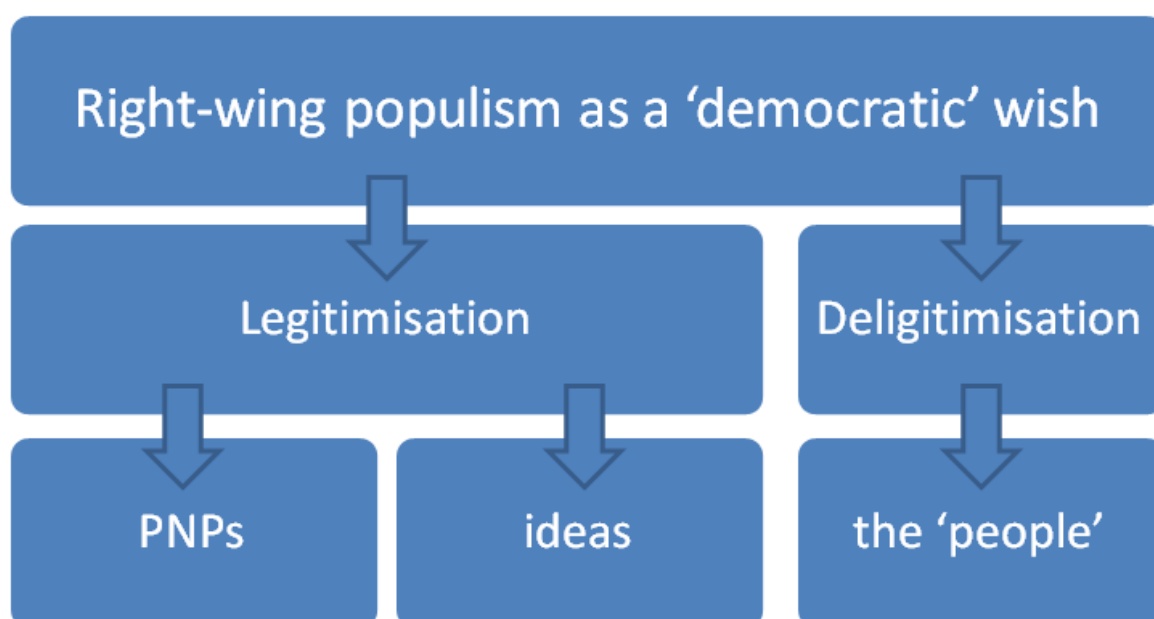 Right-wing populism as a ‘democratic’ wish
Legitimisation
Deligitimisation
PNPs
ideas
the ‘people’